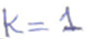 K = 1